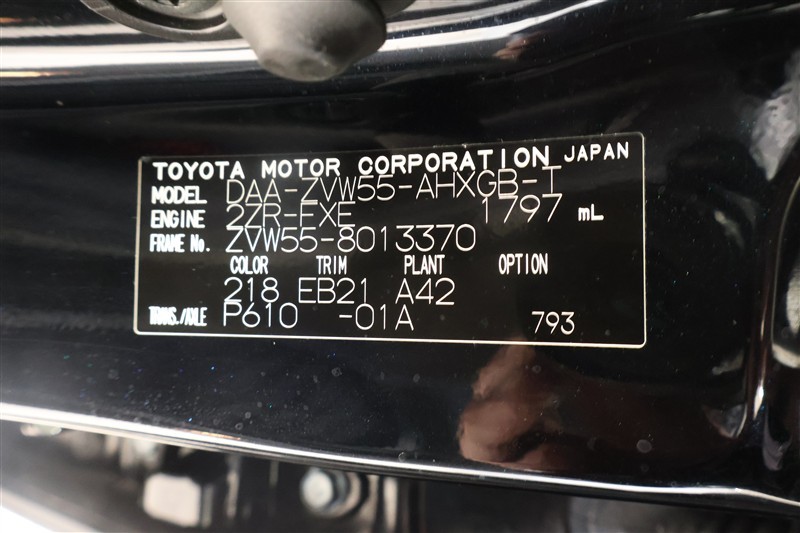 TOYOTA MOTOR CORPORATION JAPAN
MODEL DAA-ZVW55-AHXGB-T
ENGINE 2ZR-FXE 1797 mL
FRAME No. ZVW55-8013370
COLOR TRIM PLANT OPTION
218 EB21 A42
TRANS./AXLE P610 -01A 793